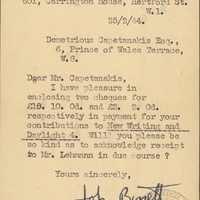 601, Carrington House, Hertford St.
W.1.
25/2/44.
Demetrious Capetanakis Esq.,
6, Prince of Wales Terrace,
W.8.
Dear Mr. Capetanakis,
I have pleasure in
enclosing two cheques for
£16. 10. 0d. and £2. 2. 0d.
respectively in payment for your
contributions to New Writing and
Daylight 4. Will you please be
so kind as to acknowledge receipt
to Mr. Lehmann in due course ?
Yours sincerely,